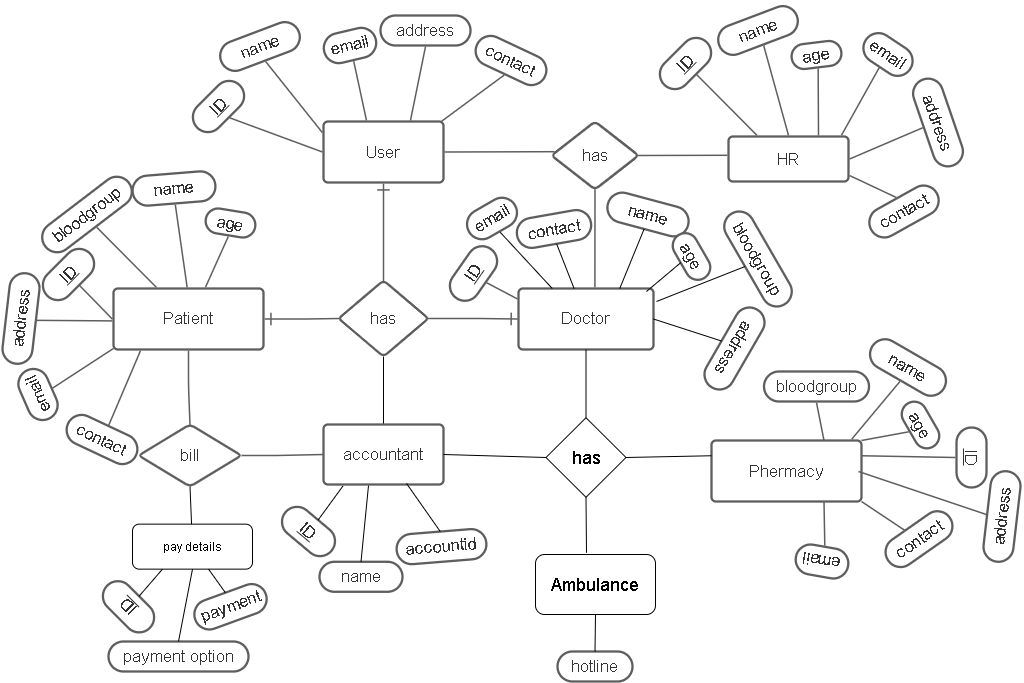 name
email
address
contact
ID
User
has
ID
name
age
email
address
contact
HR
bloodgroup
name
age
ID
address
email
contact
Patient
has
email
contact
name
age
bloodgroup
ID
address
Doctor
bill
accountant
has
bloodgroup
name
age
ID
address
contact
email
Phermacy
pay details
ID
payment
payment option
ID
name
accountid
Ambulance
hotline